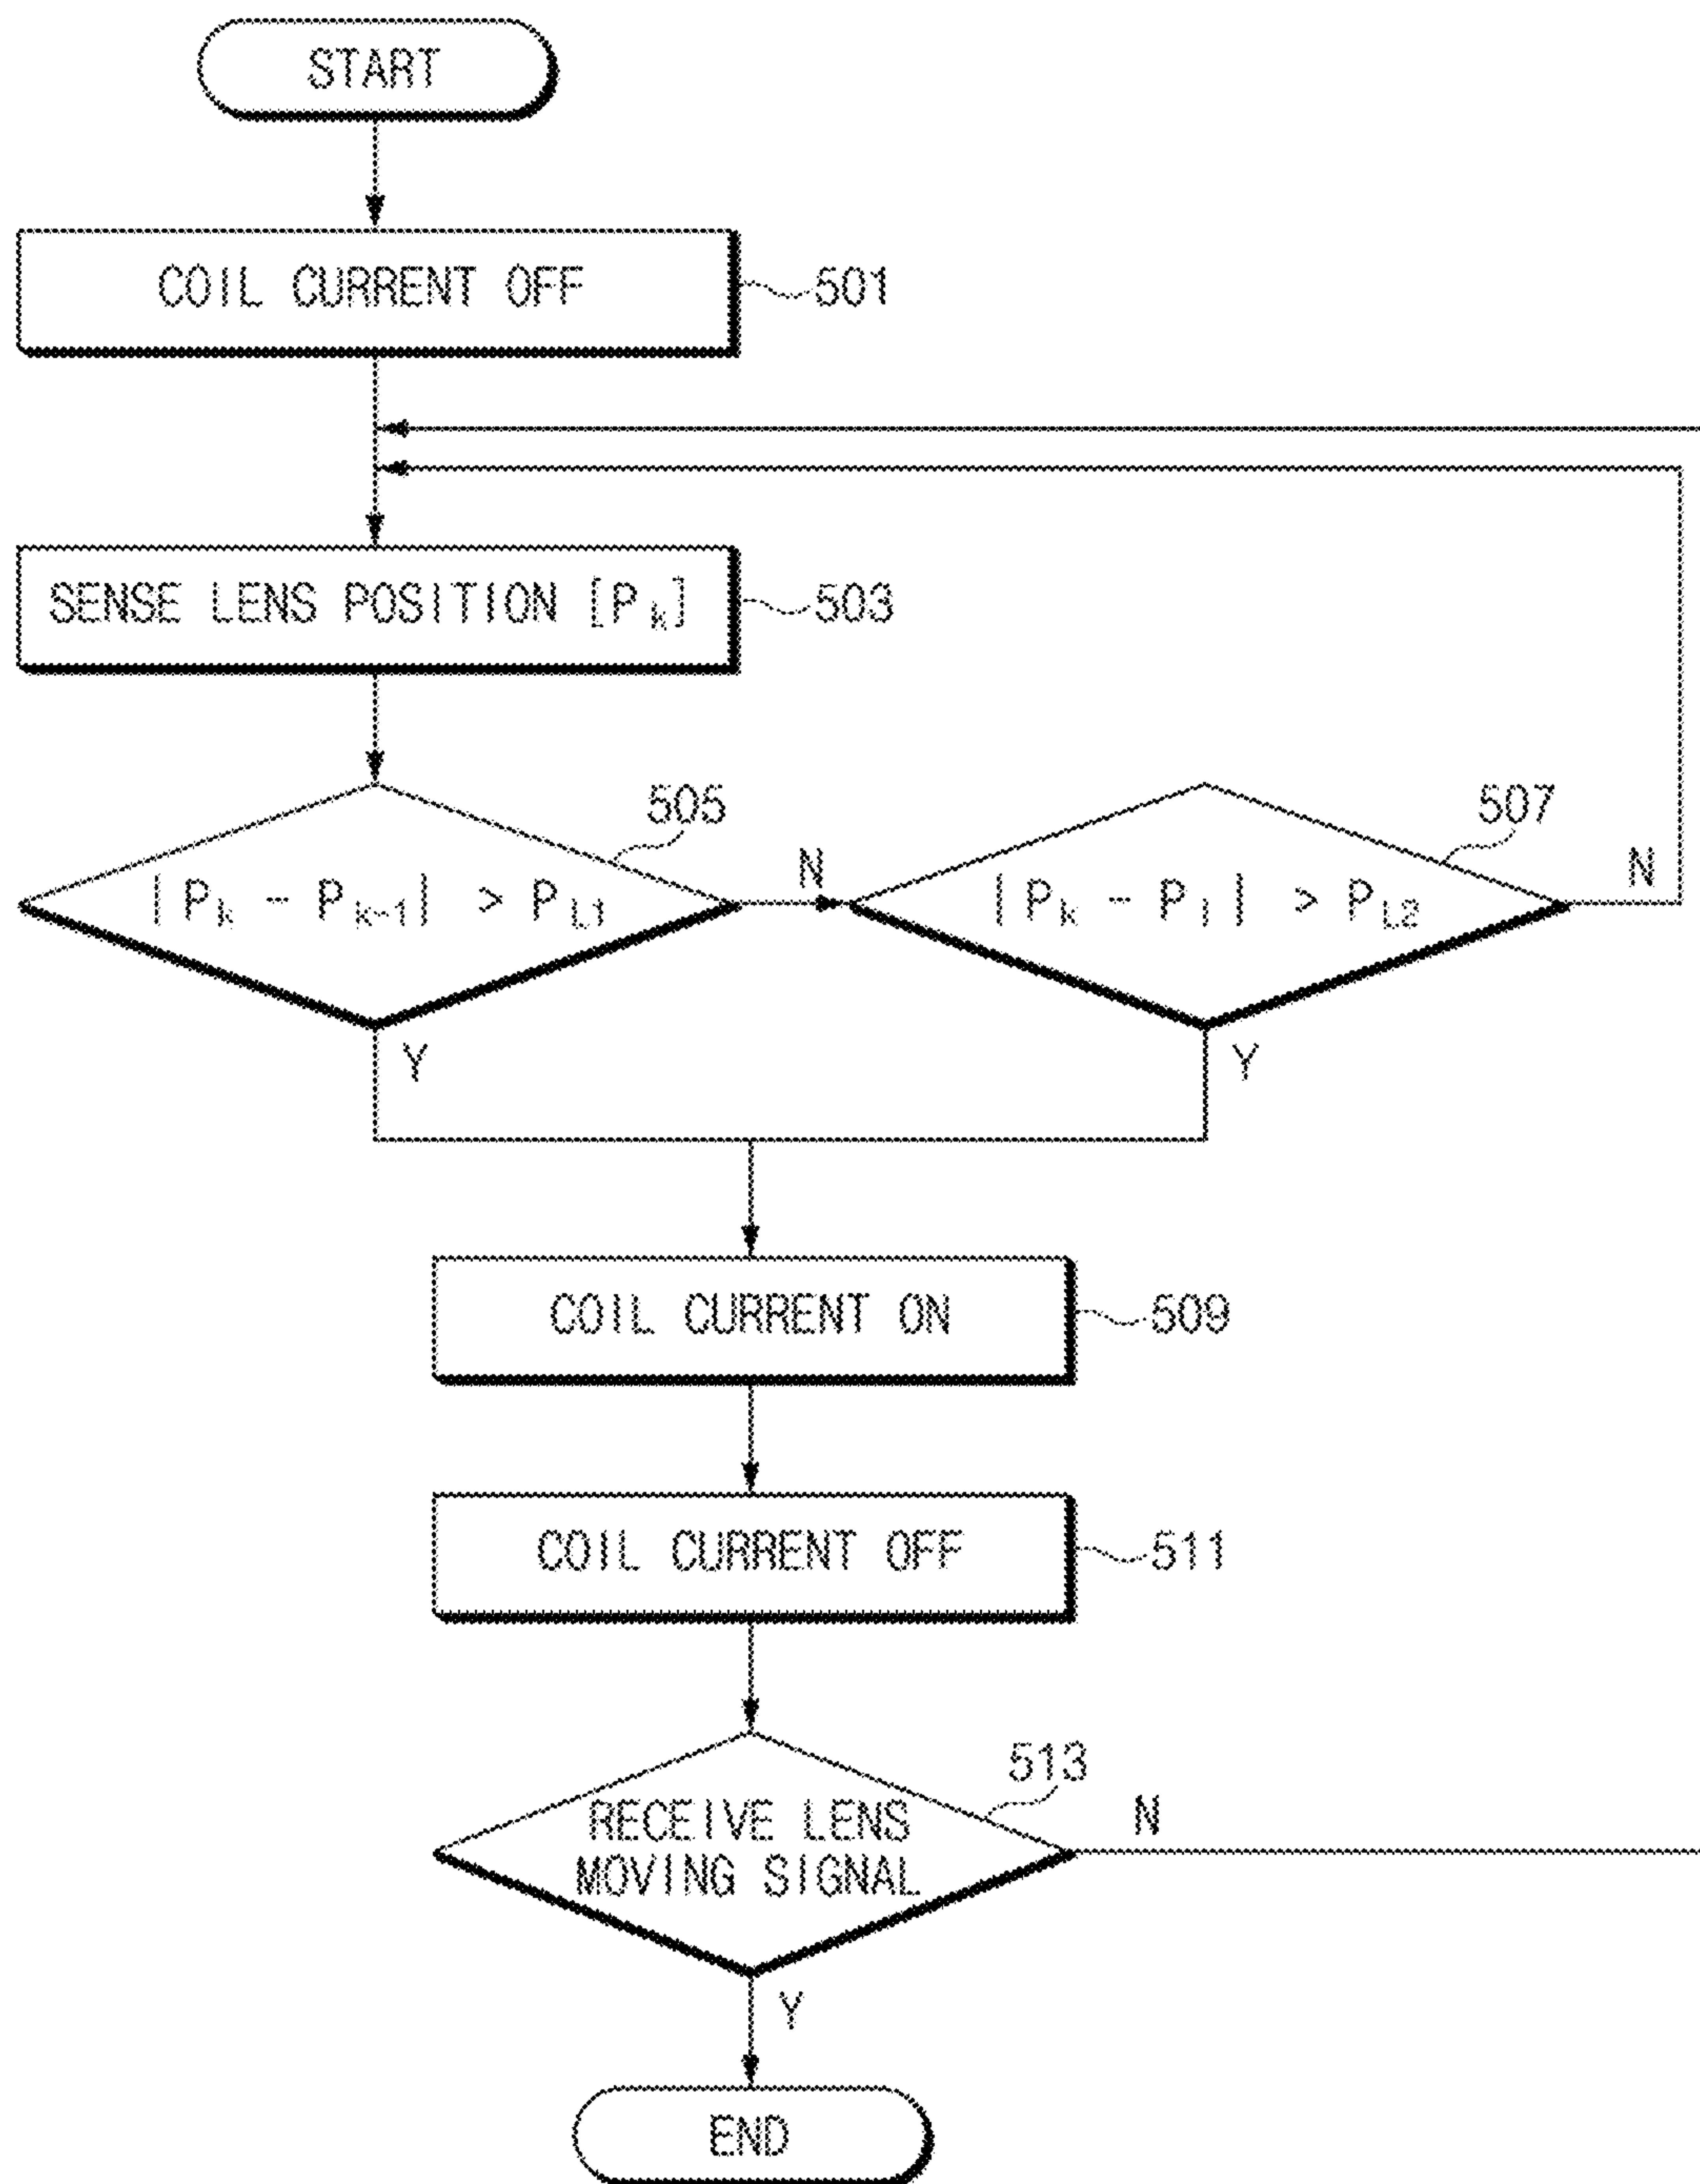 START
COIL CURRENT OFF
501
SENSE LENS POSITION [Pk]
503
505
|Pk - Pk-1| > PL1
N
Y
507
|Pk - PI| > PL2
N
Y
COIL CURRENT ON
509
COIL CURRENT OFF
511
513
RECEIVE LENS
MOVING SIGNAL
N
Y
END